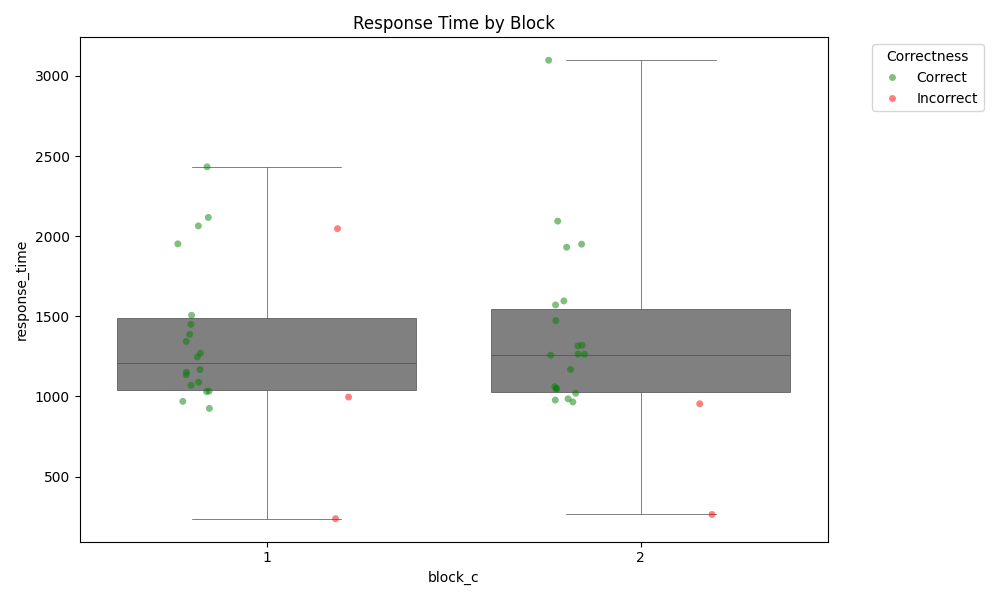 Response Time by Block
Correctness
Correct
Incorrect
3000
2500
2000
1500
1000
500
response_time
1
2
block_c